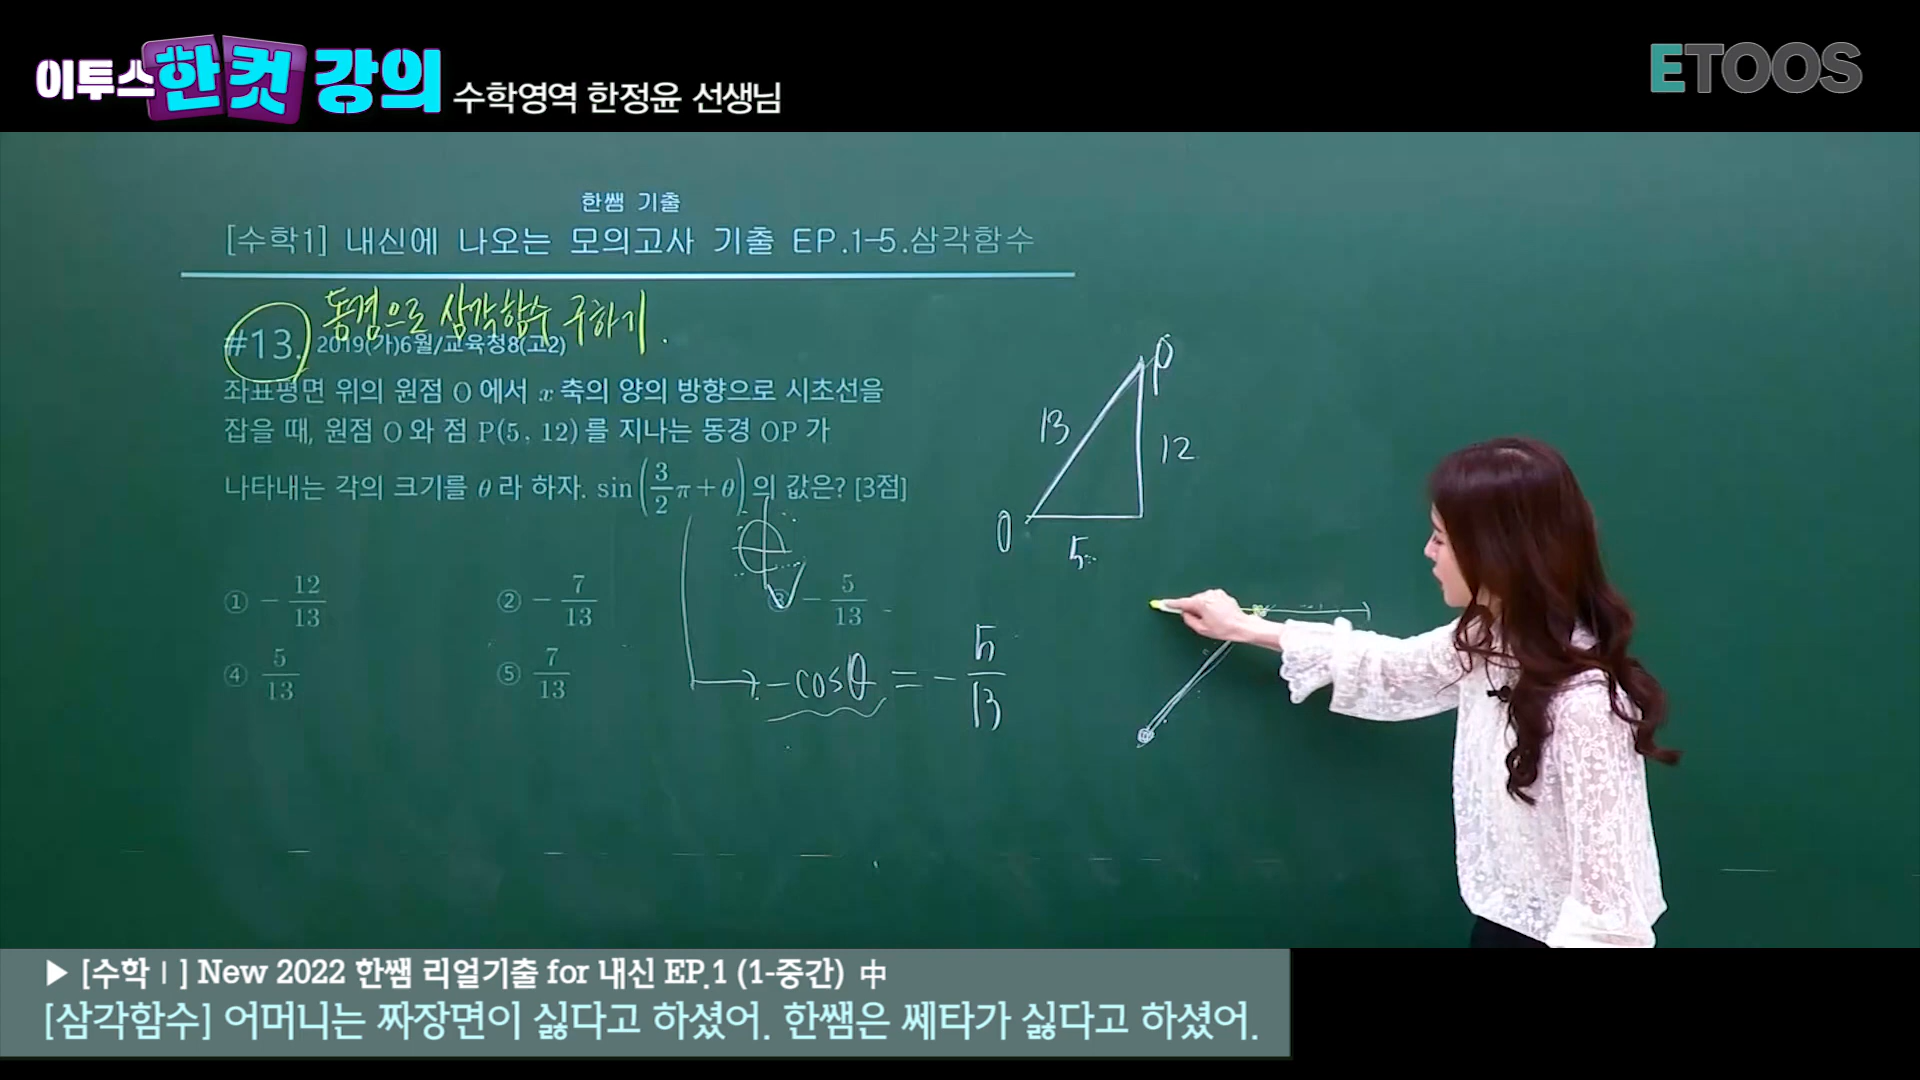 이투스 한컷 강의 수학영역 한정윤 선생님
ETOOS
한쌤 기출
[수학1] 내신에 나오는 모의고사 기출 EP.1-5.삼각함수
동경으로 삼각함수 구하기.
#13. 2019(가)6월/교육청8(고2)
좌표평면 위의 원점 O에서 x축의 양의 방향으로 시초선을
잡을 때, 원점 O와 점 P(5, 12)를 지나는 동경 OP가
나타내는 각의 크기를 θ라 하자. sin(3/2 π+θ)의 값은? [3점]
① -12/13 ② -7/13 ③ -5/13
④ 5/13 ⑤ 7/13
→ -cosθ = -5/13
P
13
12
O
5
▶ [수학Ⅰ] New 2022 한쌤 리얼기출 for 내신 EP.1 (1-중간) 中
[삼각함수] 어머니는 짜장면이 싫다고 하셨어. 한쌤은 쎄타가 싫다고 하셨어.